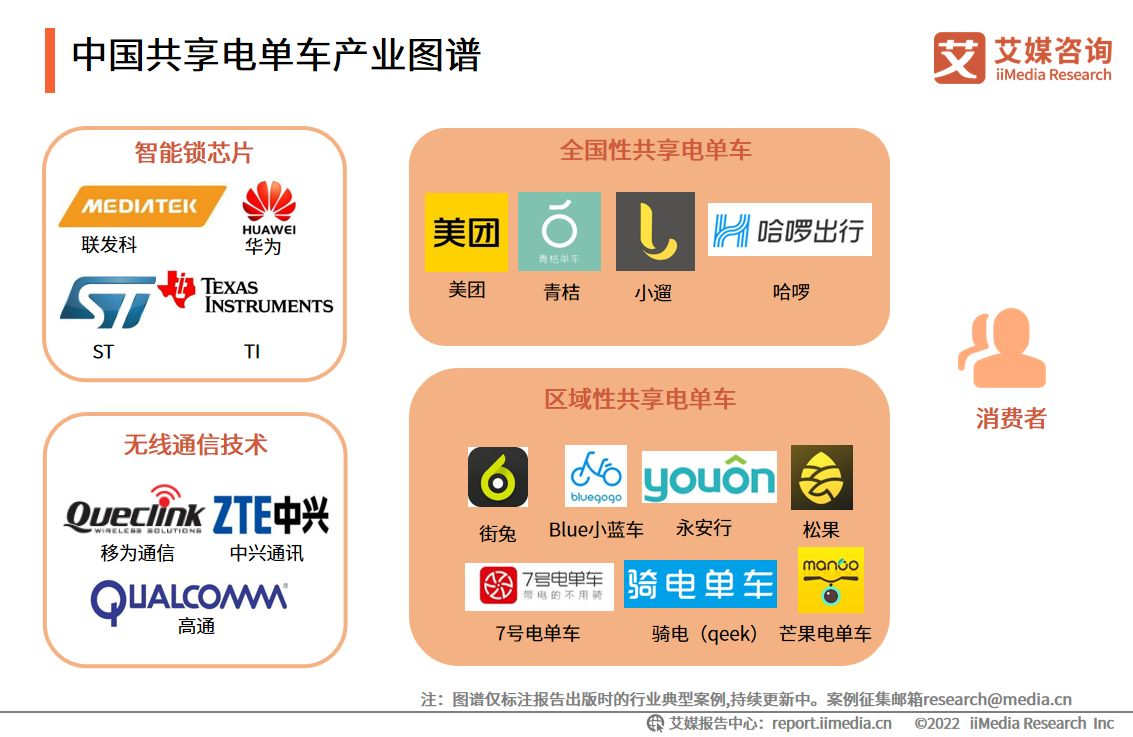 中国共享电单车产业图谱
艾 艾媒咨询
iiMedia Research
智能锁芯片
MEDIATEK
HUAWEI
联发科 华为
ST TEXAS INSTRUMENTS
ST TI
无线通信技术
Queclink WIRELESS SOLUTIONS ZTE中兴
移为通信 中兴通讯
QUALCOMM®
高通
全国性共享电单车
美团 青桔单车 哈啰出行
美团 青桔 小遛 哈啰
区域性共享电单车
bluegogo youon
街兔 Blue小蓝车 永安行 松果
7号电单车 骑电单车 mango
带电的不用骑
7号电单车 骑电（qeek） 芒果电单车
消费者
注：图谱仅标注报告出版时的行业典型案例,持续更新中。案例征集邮箱research@media.cn
艾媒报告中心：report.iimedia.cn ©2022 iiMedia Research Inc